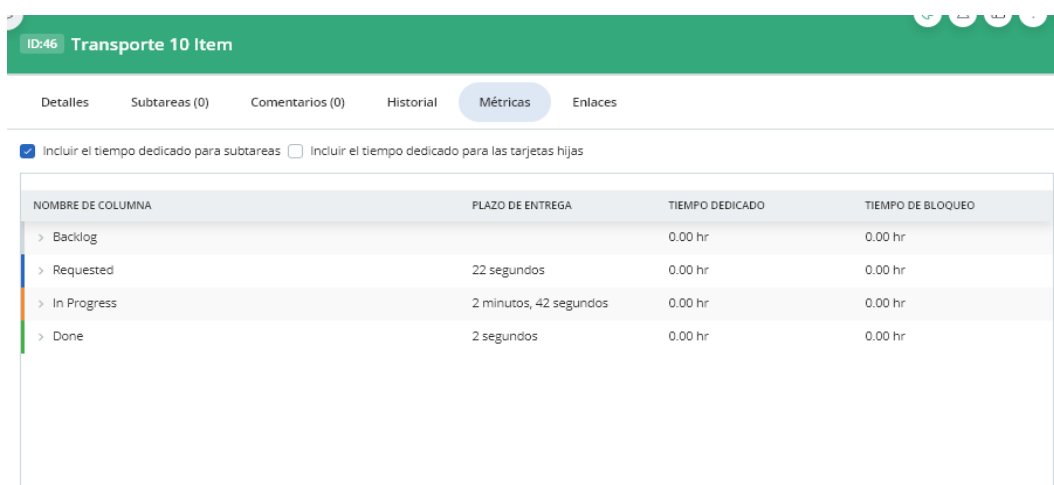 ID:46 Transporte 10 Item
Detalles Subtareas (0) Comentarios (0) Historial Métricas Enlaces
Incluir el tiempo dedicado para subtareas Incluir el tiempo dedicado para las tarjetas hijas
NOMBRE DE COLUMNA PLAZO DE ENTREGA TIEMPO DEDICADO TIEMPO DE BLOQUEO
Backlog 0.00 hr 0.00 hr
Requested 22 segundos 0.00 hr 0.00 hr
In Progress 2 minutos, 42 segundos 0.00 hr 0.00 hr
Done 2 segundos 0.00 hr 0.00 hr